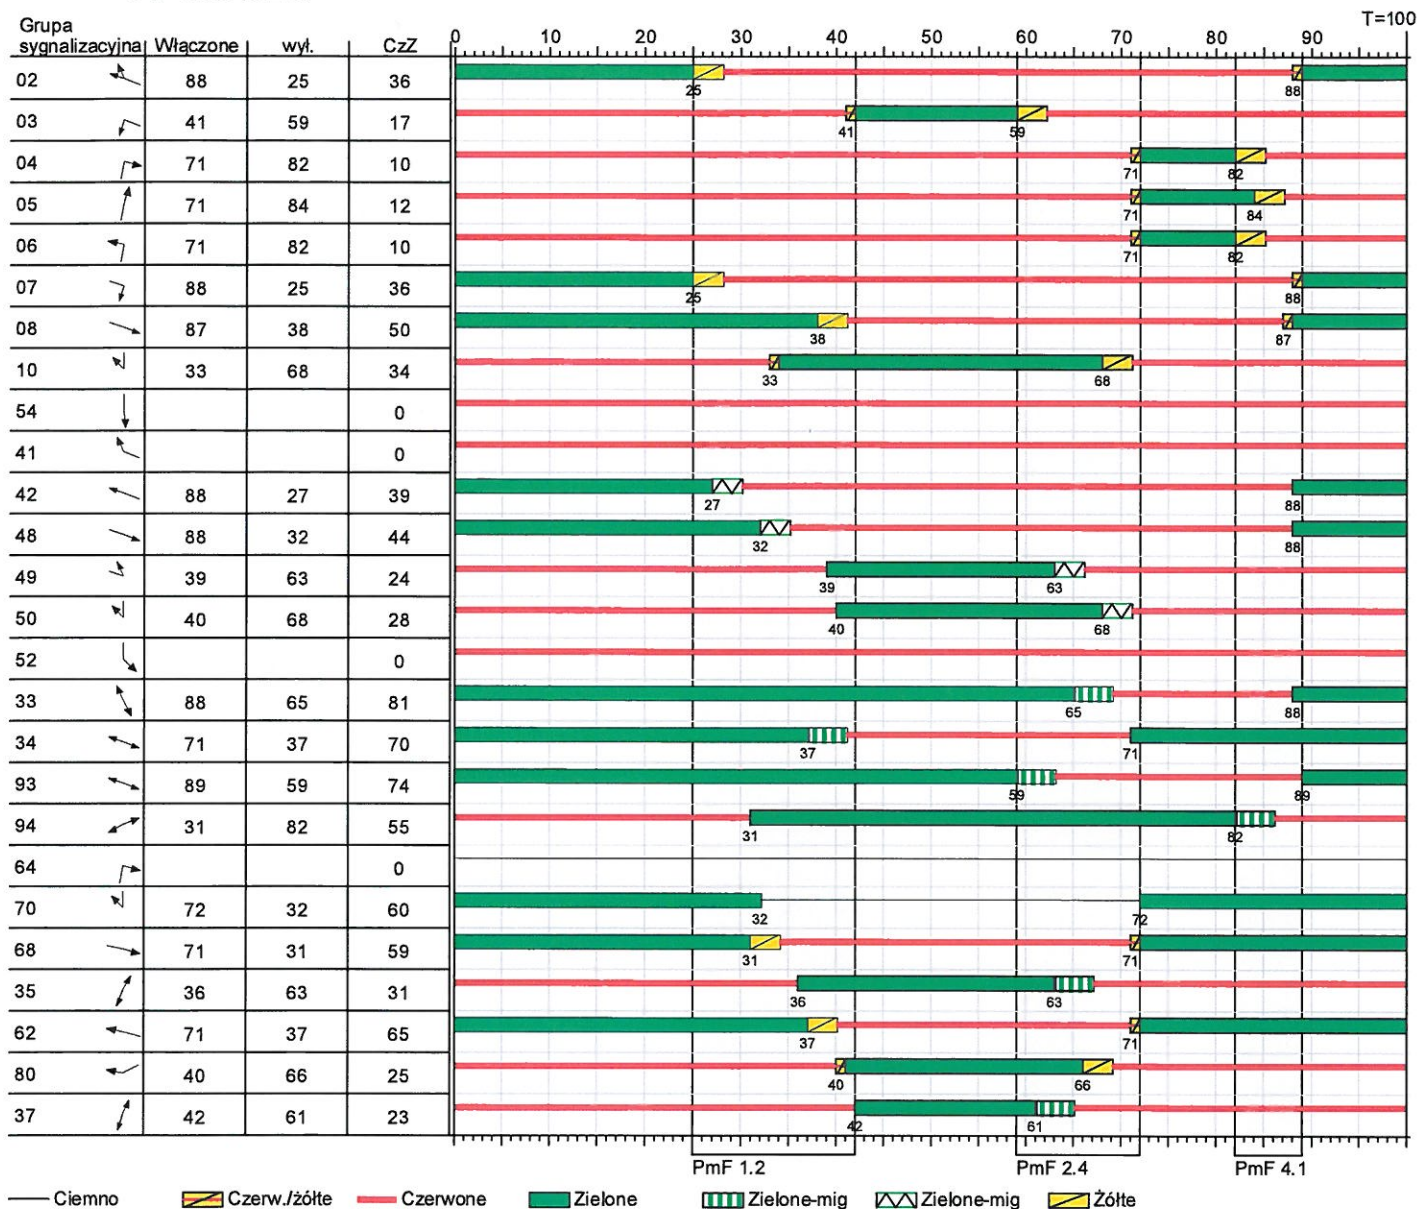 T=100
Grupa
sygnalizacyjna Włączone wył. CzZ 0 10 20 30 40 50 60 70 80 90
02 88 25 36
25 88
03 41 59 17
41 59
04 71 82 10
71 82
05 71 84 12
71 84
06 71 82 10
71 82
07 88 25 36
25 88
08 87 38 50
38 87
10 33 68 34
33 68
54 0
41 0
42 88 27 39
27 88
48 88 32 44
32 88
49 39 63 24
39 63
50 40 68 28
40 68
52 0
33 88 65 81
65 88
34 71 37 70
37 71
93 89 59 74
59 89
94 31 82 55
31 82
64 0
70 72 32 60
32 72
68 71 31 59
31 71
35 36 63 31
36 63
62 71 37 65
37 71
80 40 66 25
40 66
37 42 61 23
42 61
PmF 1.2 PmF 2.4 PmF 4.1
Ciemno Czerw./żółte Czerwone Zielone Zielone-mig Zielone-mig Żółte